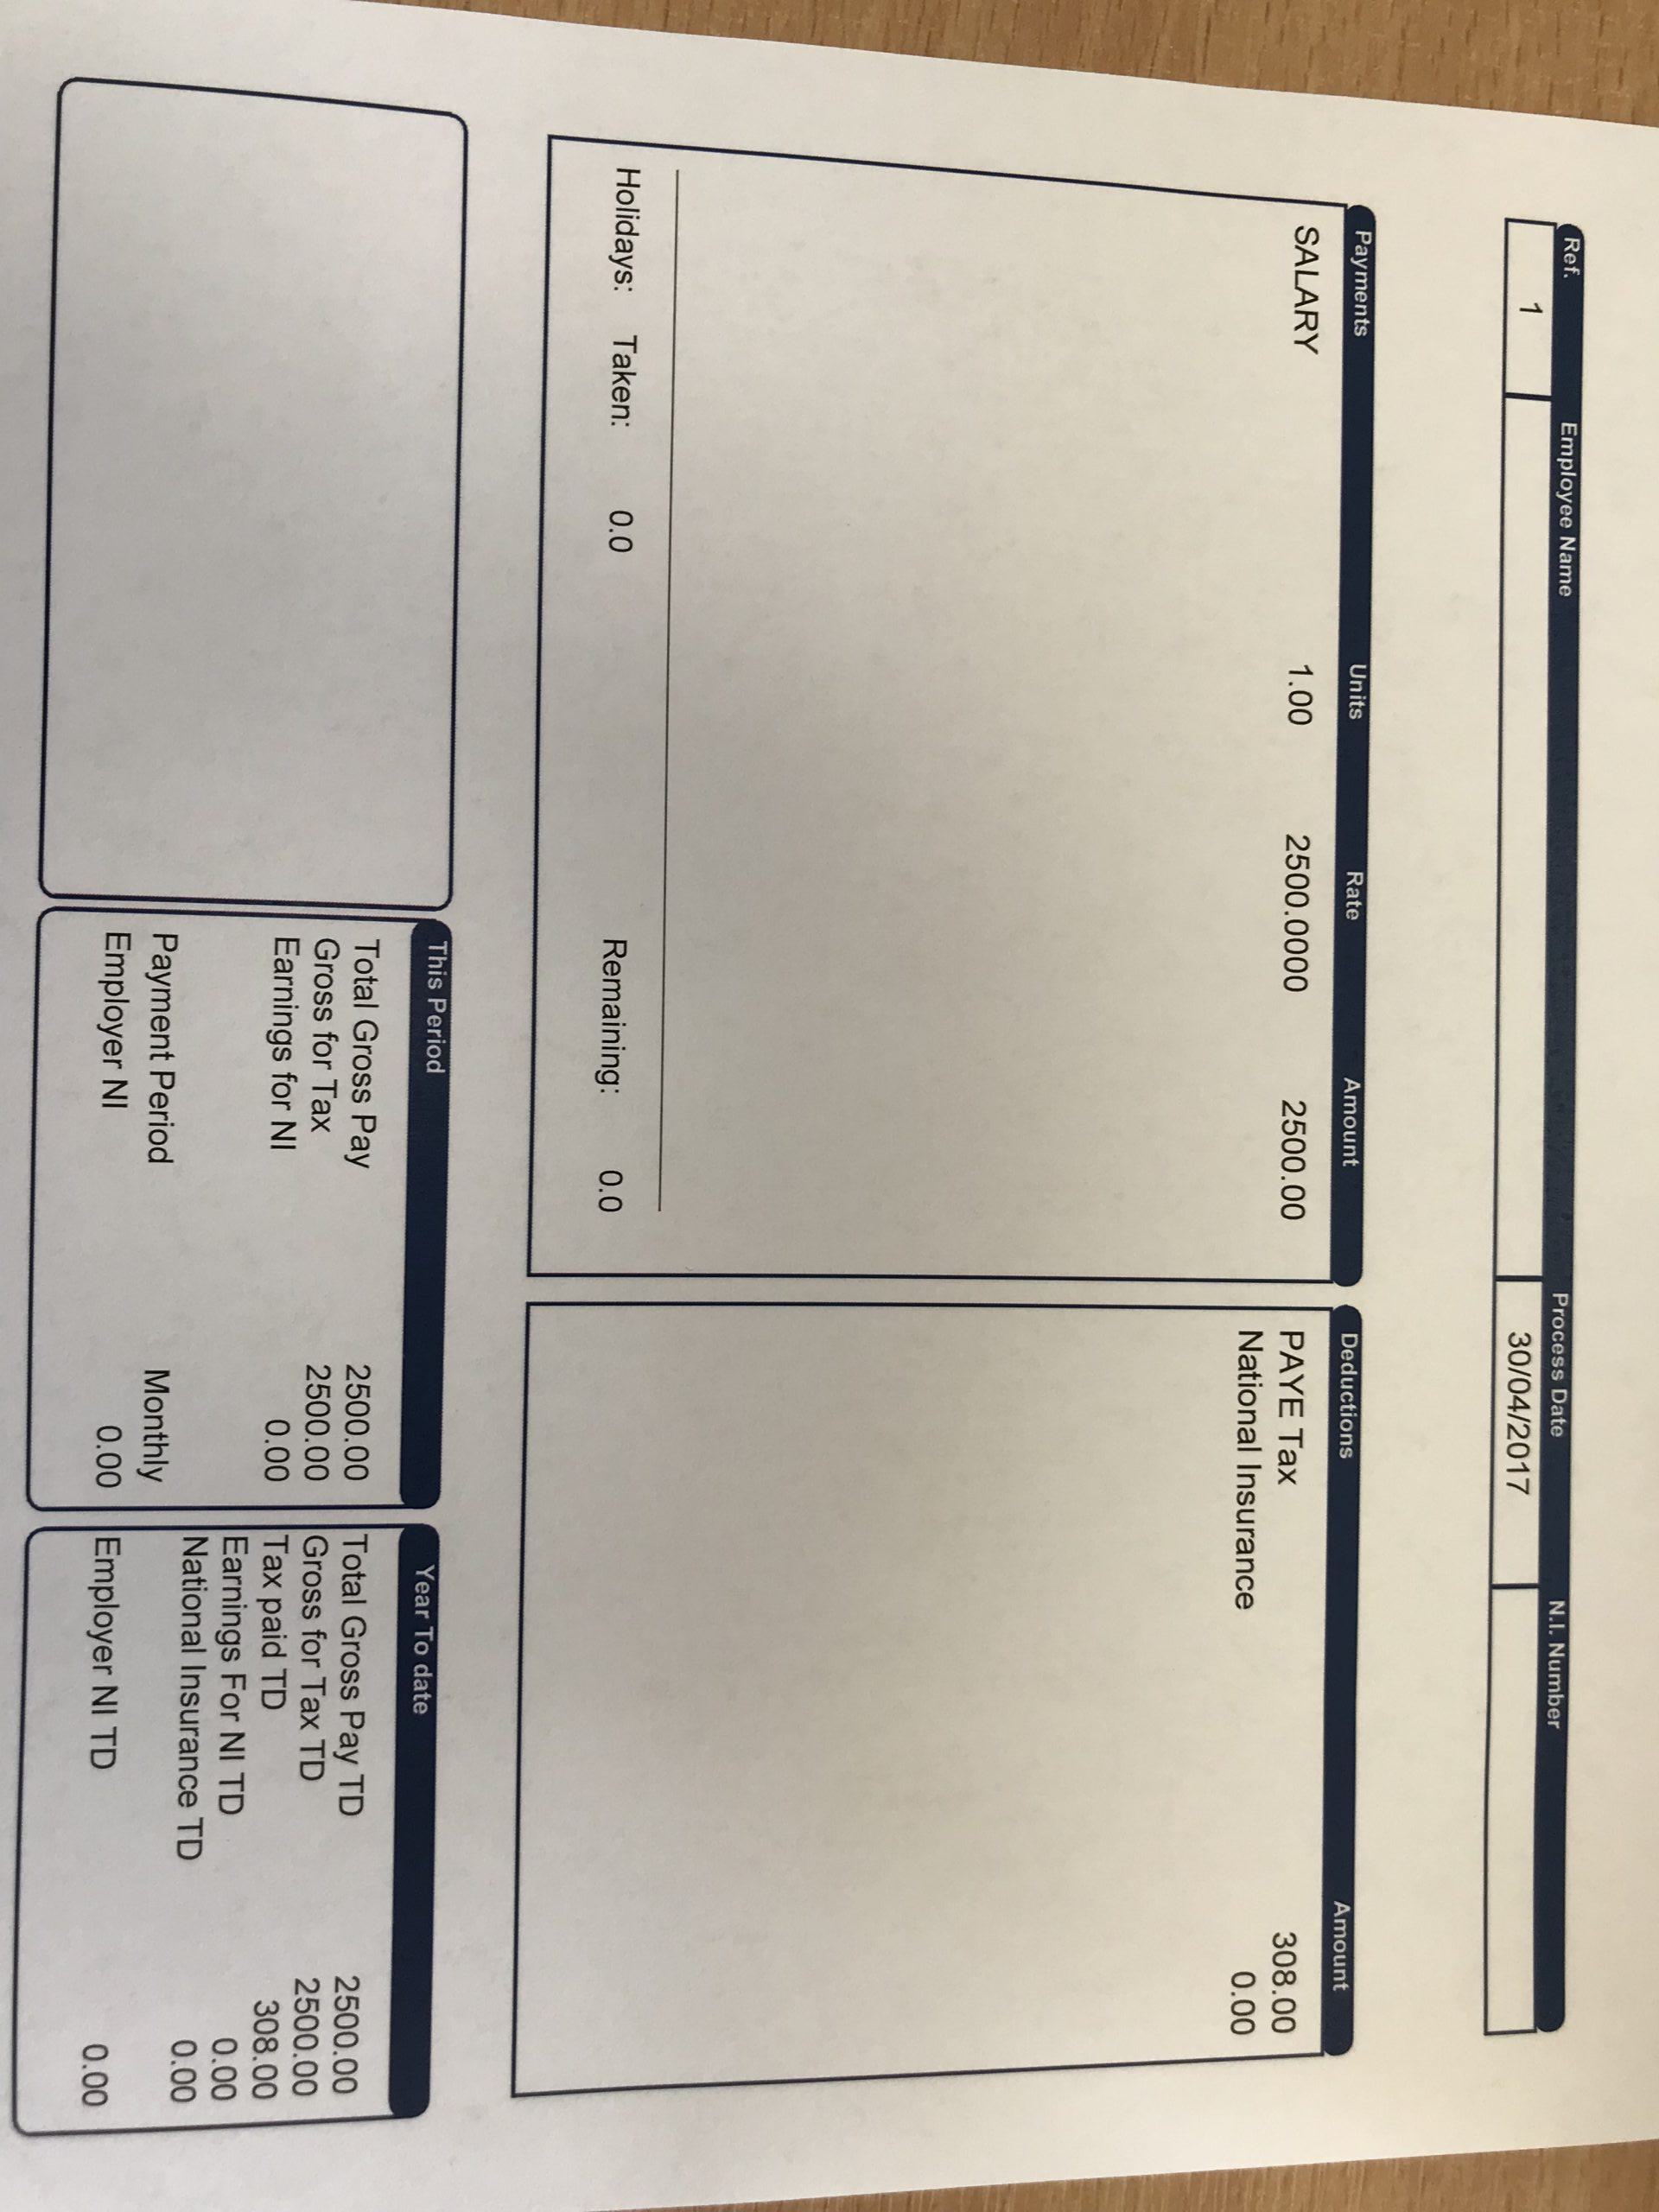 Ref. Employee Name Process Date N.I. Number
1 30/04/2017
Payments Units Rate Amount
SALARY 1.00 2500.0000 2500.00
Holidays: Taken: 0.0 Remaining: 0.0
Deductions Amount
PAYE Tax 308.00
National Insurance 0.00
This Period
Total Gross Pay 2500.00
Gross for Tax 2500.00
Earnings for NI 0.00
Payment Period Monthly
Employer NI 0.00
Year To date
Total Gross Pay TD 2500.00
Gross for Tax TD 2500.00
Tax paid TD 308.00
Earnings For NI TD 0.00
National Insurance TD 0.00
Employer NI TD 0.00